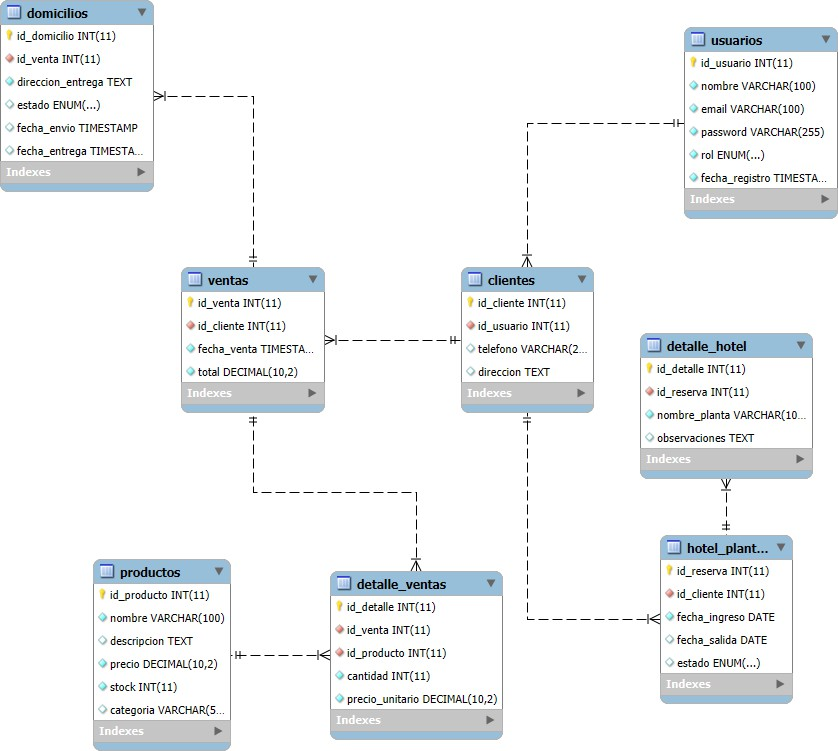 domicilios
id_domicilio INT(11)
id_venta INT(11)
direccion_entrega TEXT
estado ENUM(...)
fecha_envio TIMESTAMP
fecha_entrega TIMESTA...
Indexes
usuarios
id_usuario INT(11)
nombre VARCHAR(100)
email VARCHAR(100)
password VARCHAR(255)
rol ENUM(...)
fecha_registro TIMESTA...
Indexes
ventas
id_venta INT(11)
id_cliente INT(11)
fecha_venta TIMESTA...
total DECIMAL(10,2)
Indexes
clientes
id_cliente INT(11)
id_usuario INT(11)
telefono VARCHAR(2...
direccion TEXT
Indexes
detalle_hotel
id_detalle INT(11)
id_reserva INT(11)
nombre_planta VARCHAR(10...
observaciones TEXT
Indexes
productos
id_producto INT(11)
nombre VARCHAR(100)
descripcion TEXT
precio DECIMAL(10,2)
stock INT(11)
categoria VARCHAR(5...
Indexes
detalle_ventas
id_detalle INT(11)
id_venta INT(11)
id_producto INT(11)
cantidad INT(11)
precio_unitario DECIMAL(10,2)
Indexes
hotel_plant...
id_reserva INT(11)
id_cliente INT(11)
fecha_ingreso DATE
fecha_salida DATE
estado ENUM(...)
Indexes